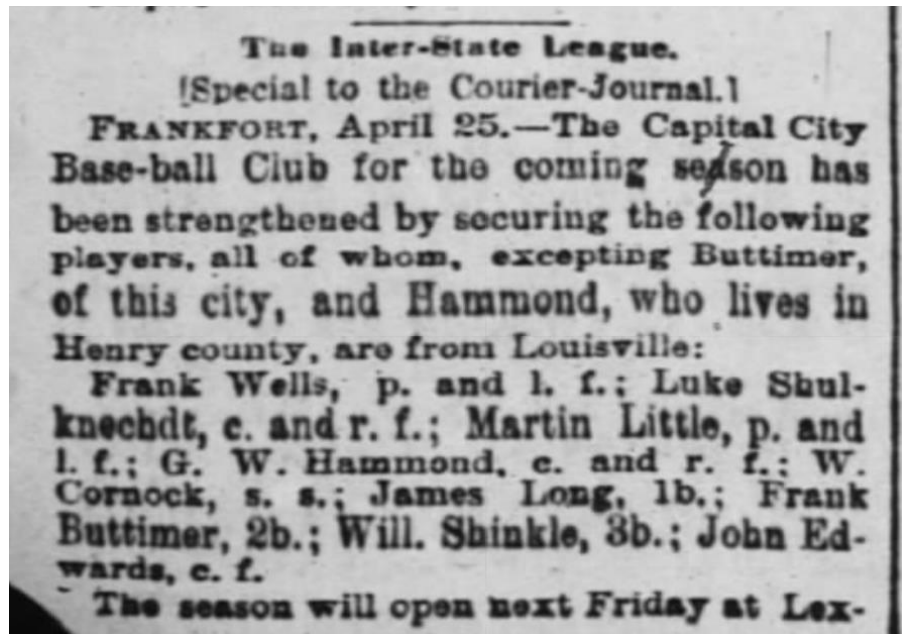 The Inter-State League.
[Special to the Courier-Journal.]
FRANKFORT, April 25.—The Capital City
Base-ball Club for the coming season has
been strengthened by securing the following
players, all of whom, excepting Buttimer,
of this city, and Hammond, who lives in
Henry county, are from Louisville:
Frank Wells, p. and l. f.; Luke Shul-
knechdt, c. and r. f.; Martin Little, p. and
l. f.; G. W. Hammond, c. and r. f.; W.
Cornock, s. s.; James Long, 1b.; Frank
Buttimer, 2b.; Will. Shinkle, 3b.; John Ed-
wards, c. f.
The season will open next Friday at Lex-